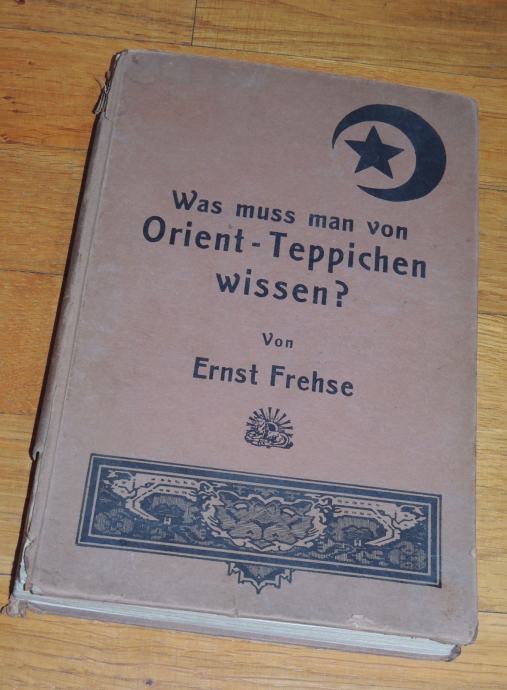 Was muss man von
Orient-Teppichen
wissen?
Von
Ernst Frehse